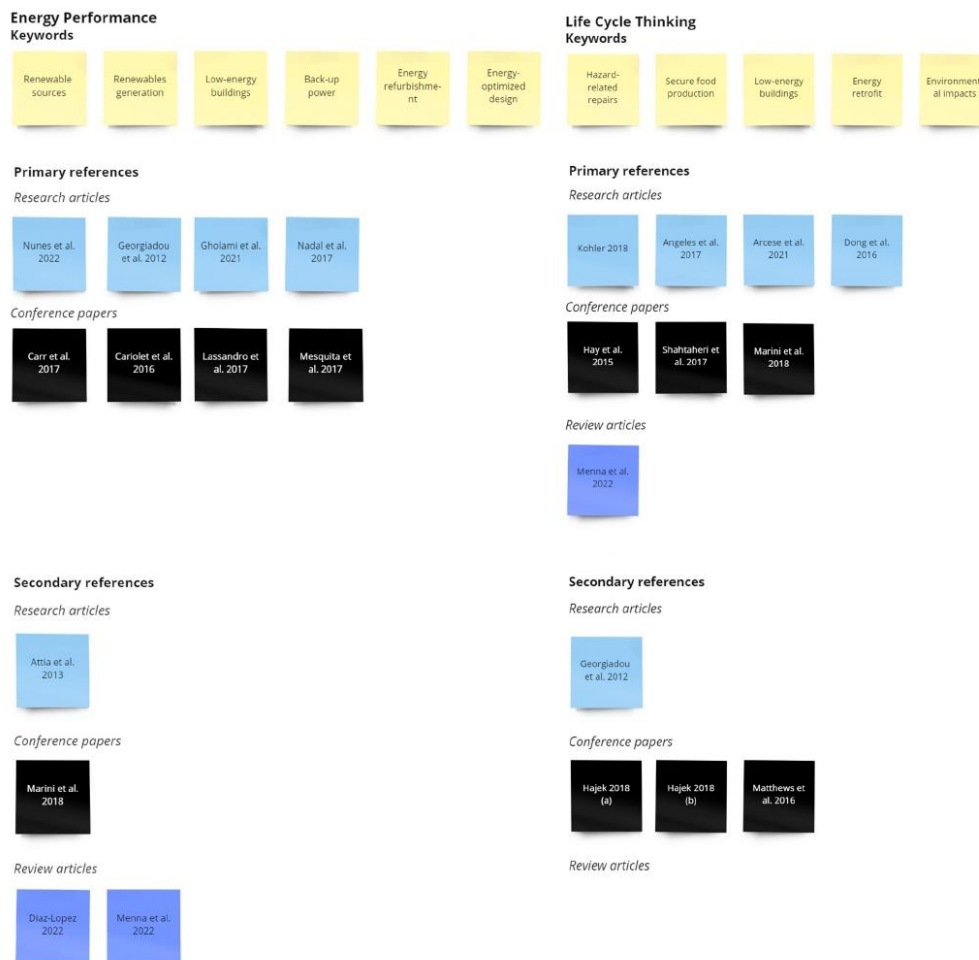 Energy Performance
Keywords
Renewable
sources
Renewables
generation
Low-energy
buildings
Back-up
power
Energy
refurbishme-
nt
Energy-
optimized
design
Primary references
Research articles
Nunes et al.
2022
Georgiadou
et al. 2012
Gholami et al.
2021
Nadal et al.
2017
Conference papers
Carr et al.
2017
Cariolet et al.
2016
Lassandro et
al. 2017
Mesquita et
al. 2017
Secondary references
Research articles
Attia et al.
2013
Conference papers
Marini et al.
2018
Review articles
Diaz-Lopez
2022
Menna et al.
2022
Life Cycle Thinking
Keywords
Hazard-
related
repairs
Secure food
production
Low-energy
buildings
Energy
retrofit
Environment
al impacts
Primary references
Research articles
Kohler 2018
Angeles et al.
2017
Arcese et al.
2021
Dong et al.
2016
Conference papers
Hay et al.
2015
Shahtaheri et
al. 2017
Marini et al.
2018
Review articles
Menna et al.
2022
Secondary references
Research articles
Georgiadou
et al. 2012
Conference papers
Hajek 2018
(a)
Hajek 2018
(b)
Matthews et
al. 2016
Review articles